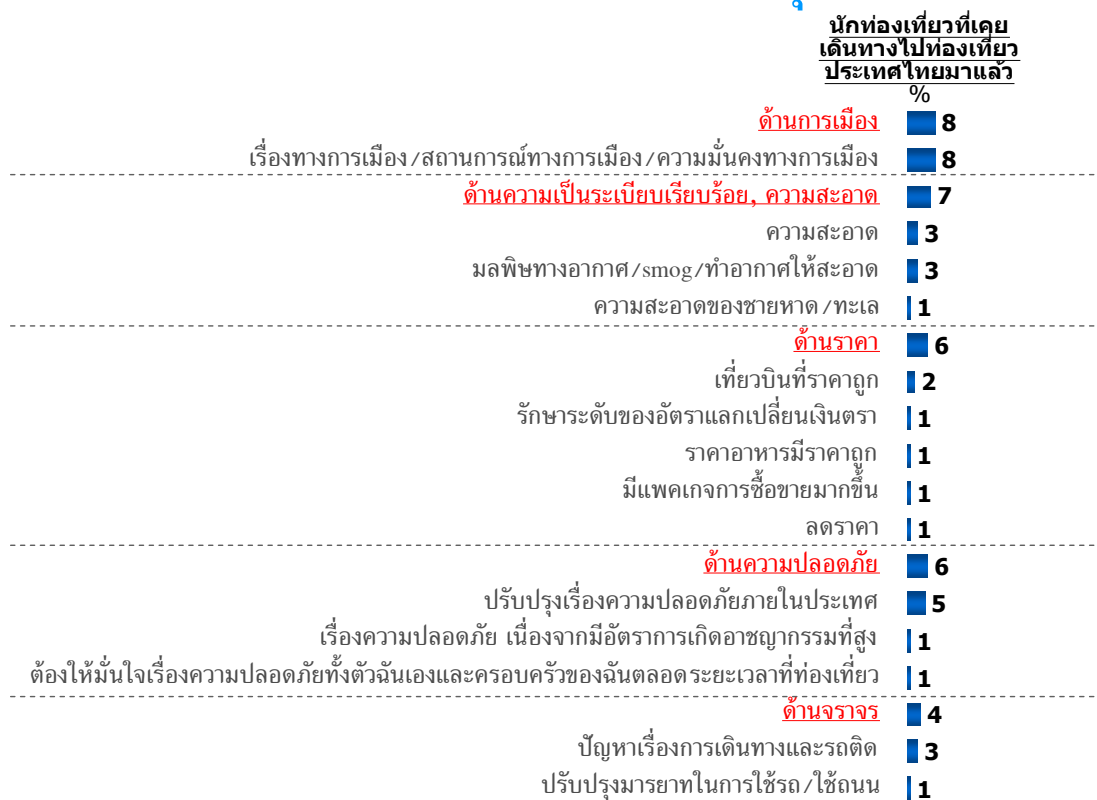 นักท่องเที่ยวที่เคย
เดินทางไปท่องเที่ยว
ประเทศไทยมาแล้ว
%
ด้านการเมือง 8
เรื่องทางการเมือง/สถานการณ์ทางการเมือง/ความมั่นคงทางการเมือง 8
ด้านความเป็นระเบียบเรียบร้อย, ความสะอาด 7
ความสะอาด 3
มลพิษทางอากาศ/smog/ทำอากาศให้สะอาด 3
ความสะอาดของชายหาด/ทะเล 1
ด้านราคา 6
เที่ยวบินที่ราคาถูก 2
รักษาระดับของอัตราแลกเปลี่ยนเงินตรา 1
ราคาอาหารมีราคาถูก 1
มีแพคเกจการซื้อขายมากขึ้น 1
ลดราคา 1
ด้านความปลอดภัย 6
ปรับปรุงเรื่องความปลอดภัยภายในประเทศ 5
เรื่องความปลอดภัย เนื่องจากมีอัตราการเกิดอาชญากรรมที่สูง 1
ต้องให้มั่นใจเรื่องความปลอดภัยทั้งตัวฉันเองและครอบครัวของฉันตลอดระยะเวลาที่ท่องเที่ยว 1
ด้านจราจร 4
ปัญหาเรื่องการเดินทางและรถติด 3
ปรับปรุงมารยาทในการใช้รถ/ใช้ถนน 1